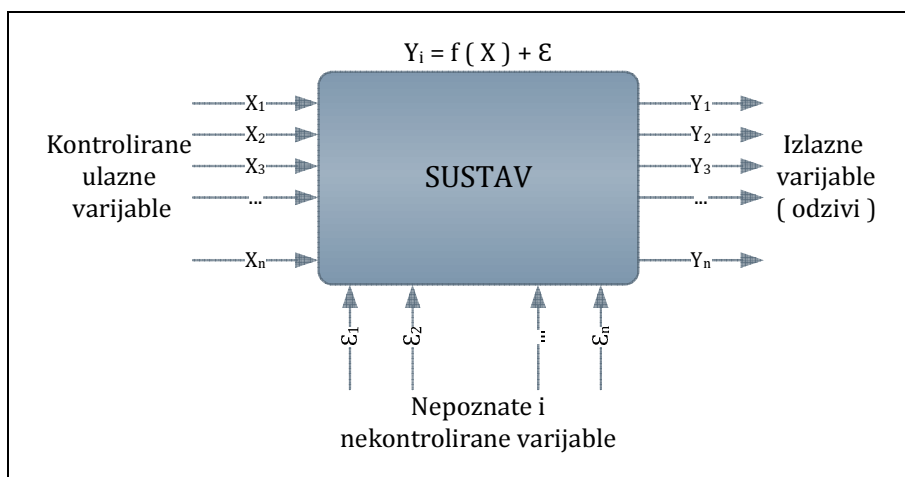 Yᵢ = f ( X ) + Ɛ
X₁
X₂
X₃
...
Xₙ
Kontrolirane
ulazne
varijable
SUSTAV
Y₁
Y₂
Y₃
...
Yₙ
Izlazne
varijable
( odzivi )
Ɛ₁
Ɛ₂
...
Ɛₙ
Nepoznate i
nekontrolirane varijable